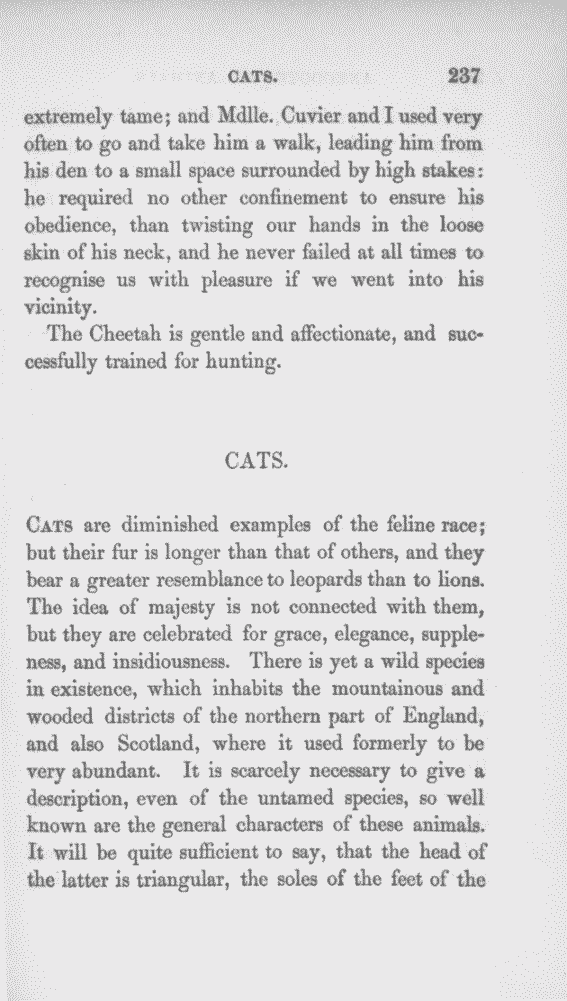 CATS. 237
extremely tame; and Mdlle. Cuvier and I used very
often to go and take him a walk, leading him from
his den to a small space surrounded by high stakes:
he required no other confinement to ensure his
obedience, than twisting our hands in the loose
skin of his neck, and he never failed at all times to
recognise us with pleasure if we went into his
vicinity.
The Cheetah is gentle and affectionate, and suc-
cessfully trained for hunting.
CATS.
CATS are diminished examples of the feline race;
but their fur is longer than that of others, and they
bear a greater resemblance to leopards than to lions.
The idea of majesty is not connected with them,
but they are celebrated for grace, elegance, supple-
ness, and insidiousness. There is yet a wild species
in existence, which inhabits the mountainous and
wooded districts of the northern part of England,
and also Scotland, where it used formerly to be
very abundant. It is scarcely necessary to give a
description, even of the untamed species, so well
known are the general characters of these animals.
It will be quite sufficient to say, that the head of
the latter is triangular, the soles of the feet of the